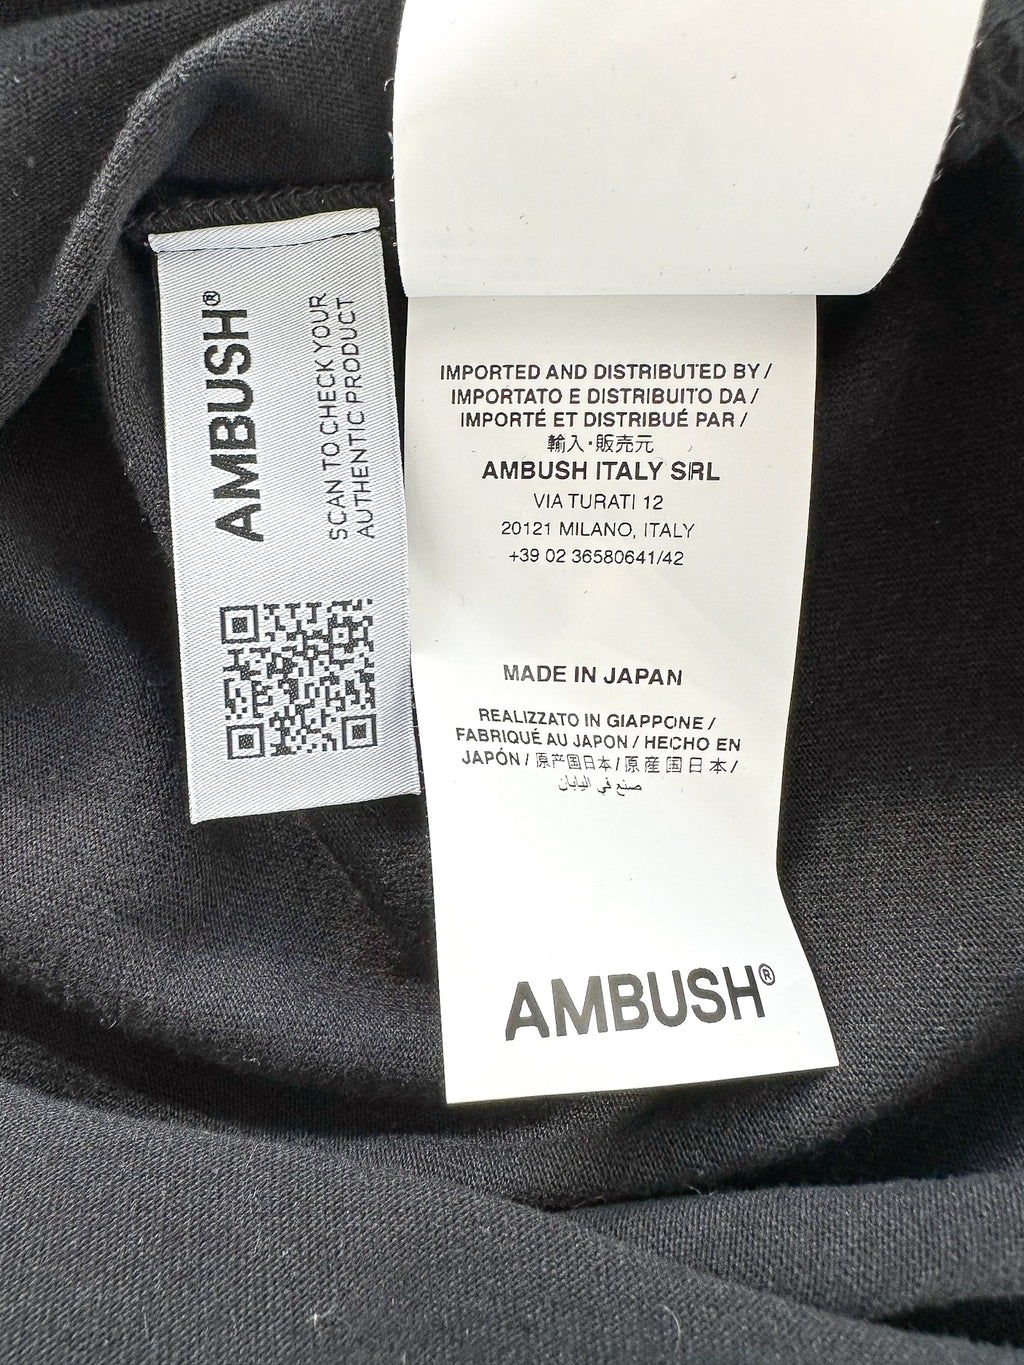 AMBUSH®
SCAN TO CHECK YOUR
AUTHENTIC PRODUCT
IMPORTED AND DISTRIBUTED BY /
IMPORTATO E DISTRIBUITO DA /
IMPORTÉ ET DISTRIBUÉ PAR /
輸入・販売元
AMBUSH ITALY SRL
VIA TURATI 12
20121 MILANO, ITALY
+39 02 36580641/42
MADE IN JAPAN
REALIZZATO IN GIAPPONE /
FABRIQUÉ AU JAPON / HECHO EN
JAPÓN / 原产国日本/原産国日本/
صنع في اليابان
AMBUSH®